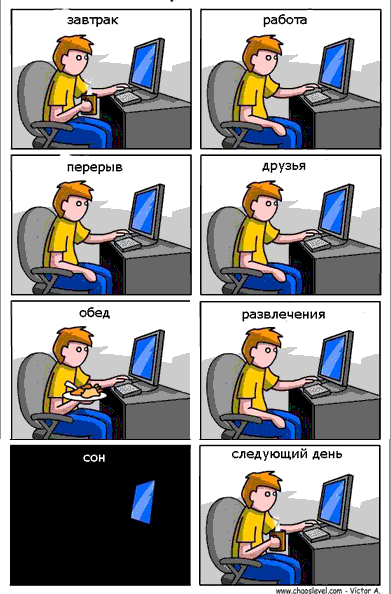 завтрак
работа
перерыв
друзья
обед
развлечения
сон
следующий день
www.chaoslevel.com - Victor A.